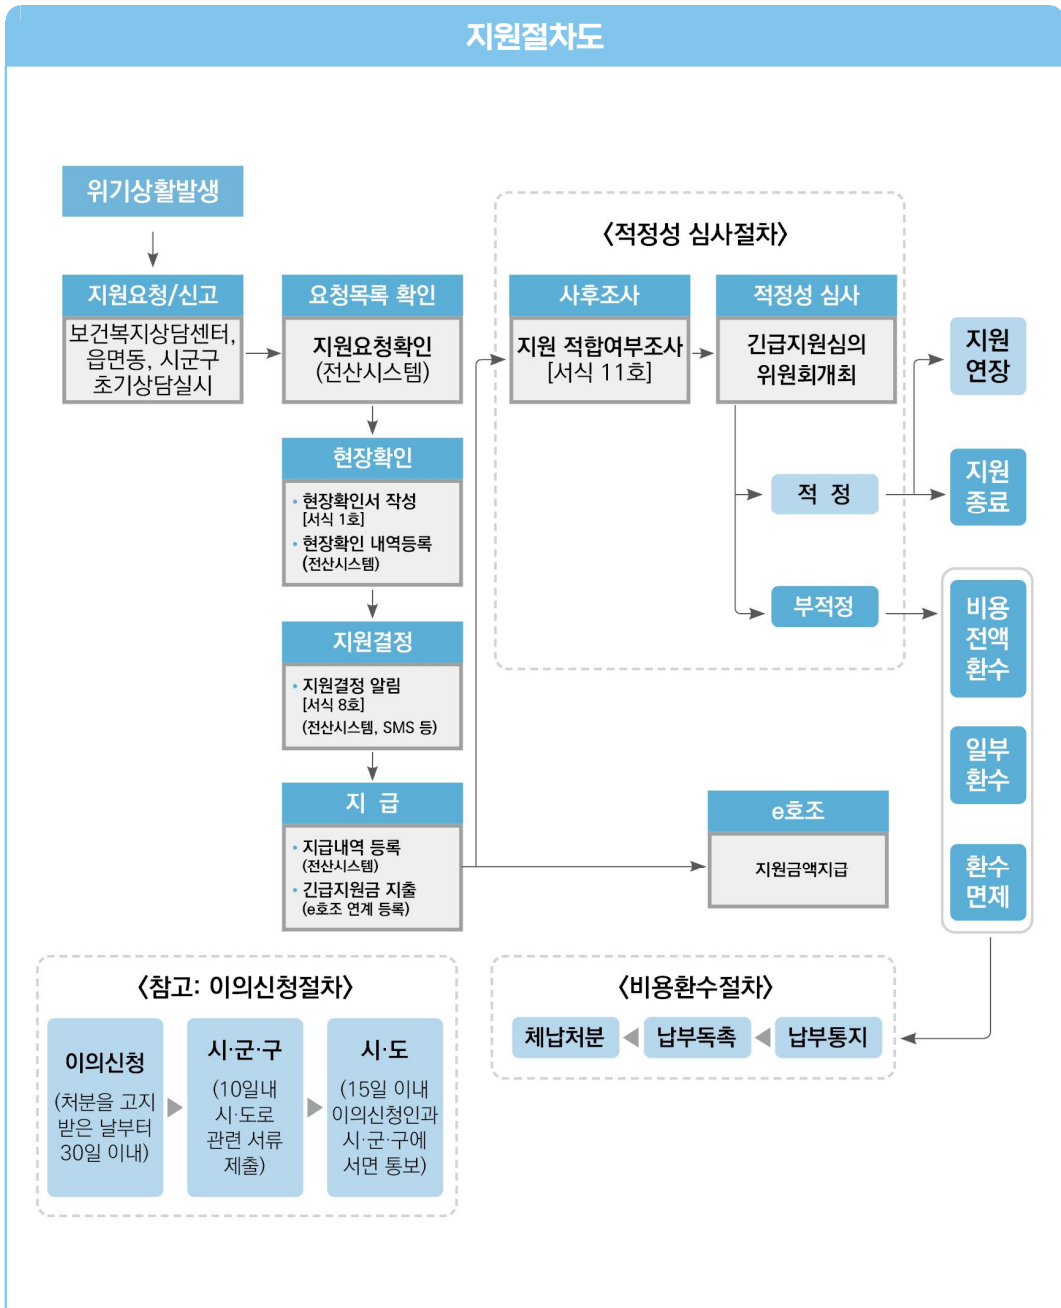 지원절차도
위기상활발생
지원요청/신고
보건복지상담센터,
읍면동, 시군구
초기상담실시
요청목록 확인
지원요청확인
(전산시스템)
현장확인
• 현장확인서 작성
[서식 1호]
• 현장확인 내역등록
(전산시스템)
지원결정
• 지원결정 알림
[서식 8호]
(전산시스템, SMS 등)
지 급
• 지급내역 등록
(전산시스템)
• 긴급지원금 지출
(e호조 연계 등록)
〈적정성 심사절차〉
사후조사
지원 적합여부조사
[서식 11호]
적정성 심사
긴급지원심의
위원회개최
적 정
부적정
지원
연장
지원
종료
비용
전액
환수
일부
환수
환수
면제
e호조
지원금액지급
〈참고: 이의신청절차〉
이의신청
(처분을 고지
받은 날부터
30일 이내)
시·군·구
(10일내
시·도로
관련 서류
제출)
시·도
(15일 이내
이의신청인과
시·군·구에
서면 통보)
〈비용환수절차〉
체납처분
납부독촉
납부통지